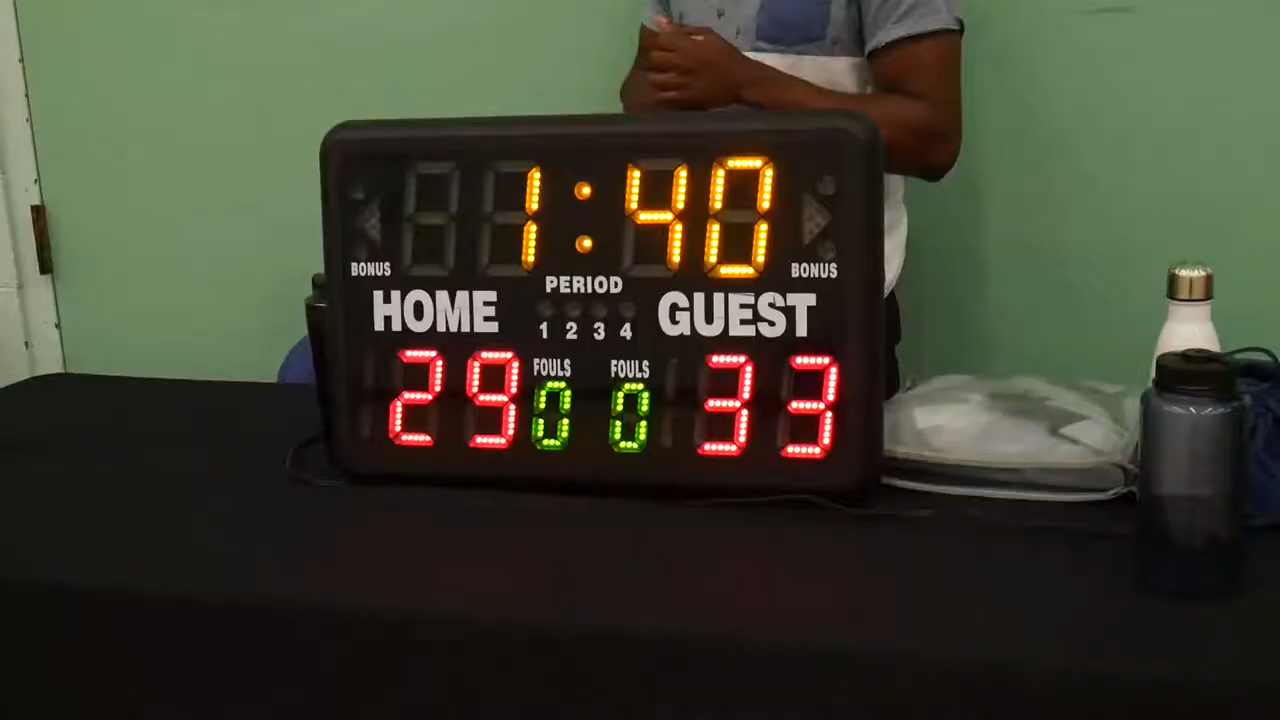 1:40
BONUS PERIOD BONUS
HOME GUEST
1 2 3 4
FOULS FOULS
29 0 0 33